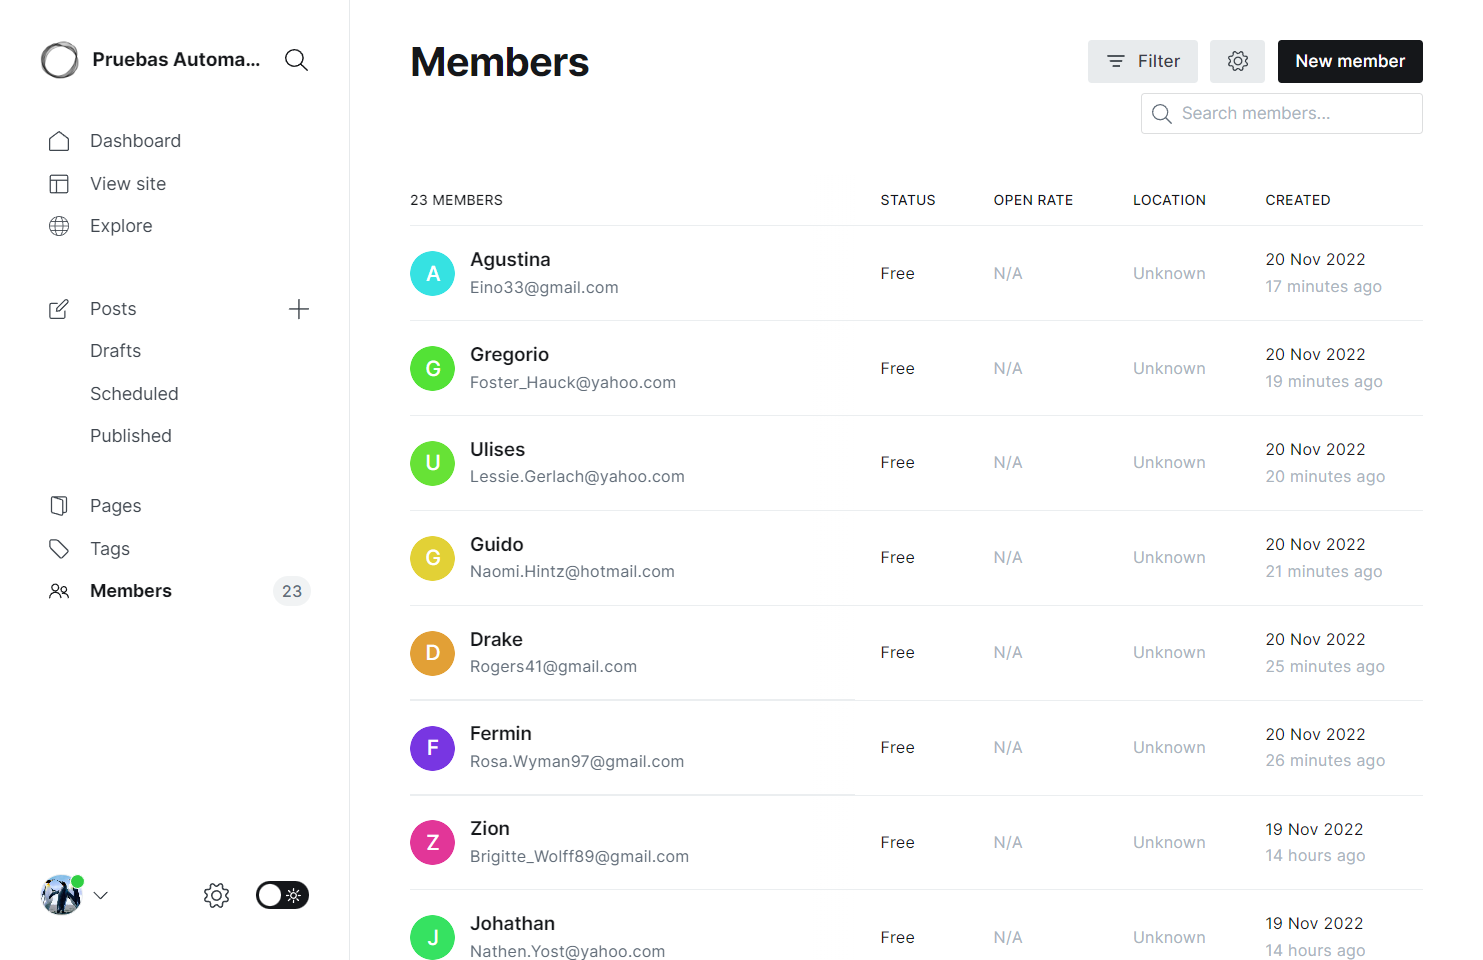 Pruebas Automa...
Dashboard
View site
Explore
Posts
Drafts
Scheduled
Published
Pages
Tags
Members 23
Members
Filter
New member
Search members...
23 MEMBERS STATUS OPEN RATE LOCATION CREATED
A Agustina
Eino33@gmail.com
Free N/A Unknown
20 Nov 2022
17 minutes ago
G Gregorio
Foster_Hauck@yahoo.com
Free N/A Unknown
20 Nov 2022
19 minutes ago
U Ulises
Lessie.Gerlach@yahoo.com
Free N/A Unknown
20 Nov 2022
20 minutes ago
G Guido
Naomi.Hintz@hotmail.com
Free N/A Unknown
20 Nov 2022
21 minutes ago
D Drake
Rogers41@gmail.com
Free N/A Unknown
20 Nov 2022
25 minutes ago
F Fermin
Rosa.Wyman97@gmail.com
Free N/A Unknown
20 Nov 2022
26 minutes ago
Z Zion
Brigitte_Wolff89@gmail.com
Free N/A Unknown
19 Nov 2022
14 hours ago
J Johathan
Nathen.Yost@yahoo.com
Free N/A Unknown
19 Nov 2022
14 hours ago